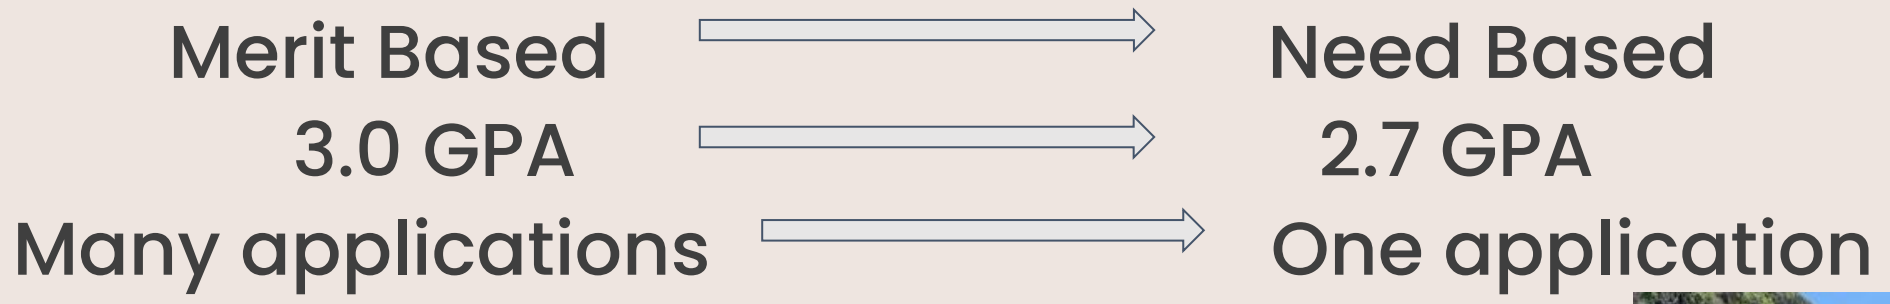 Merit Based Need Based
3.0 GPA 2.7 GPA
Many applications One application